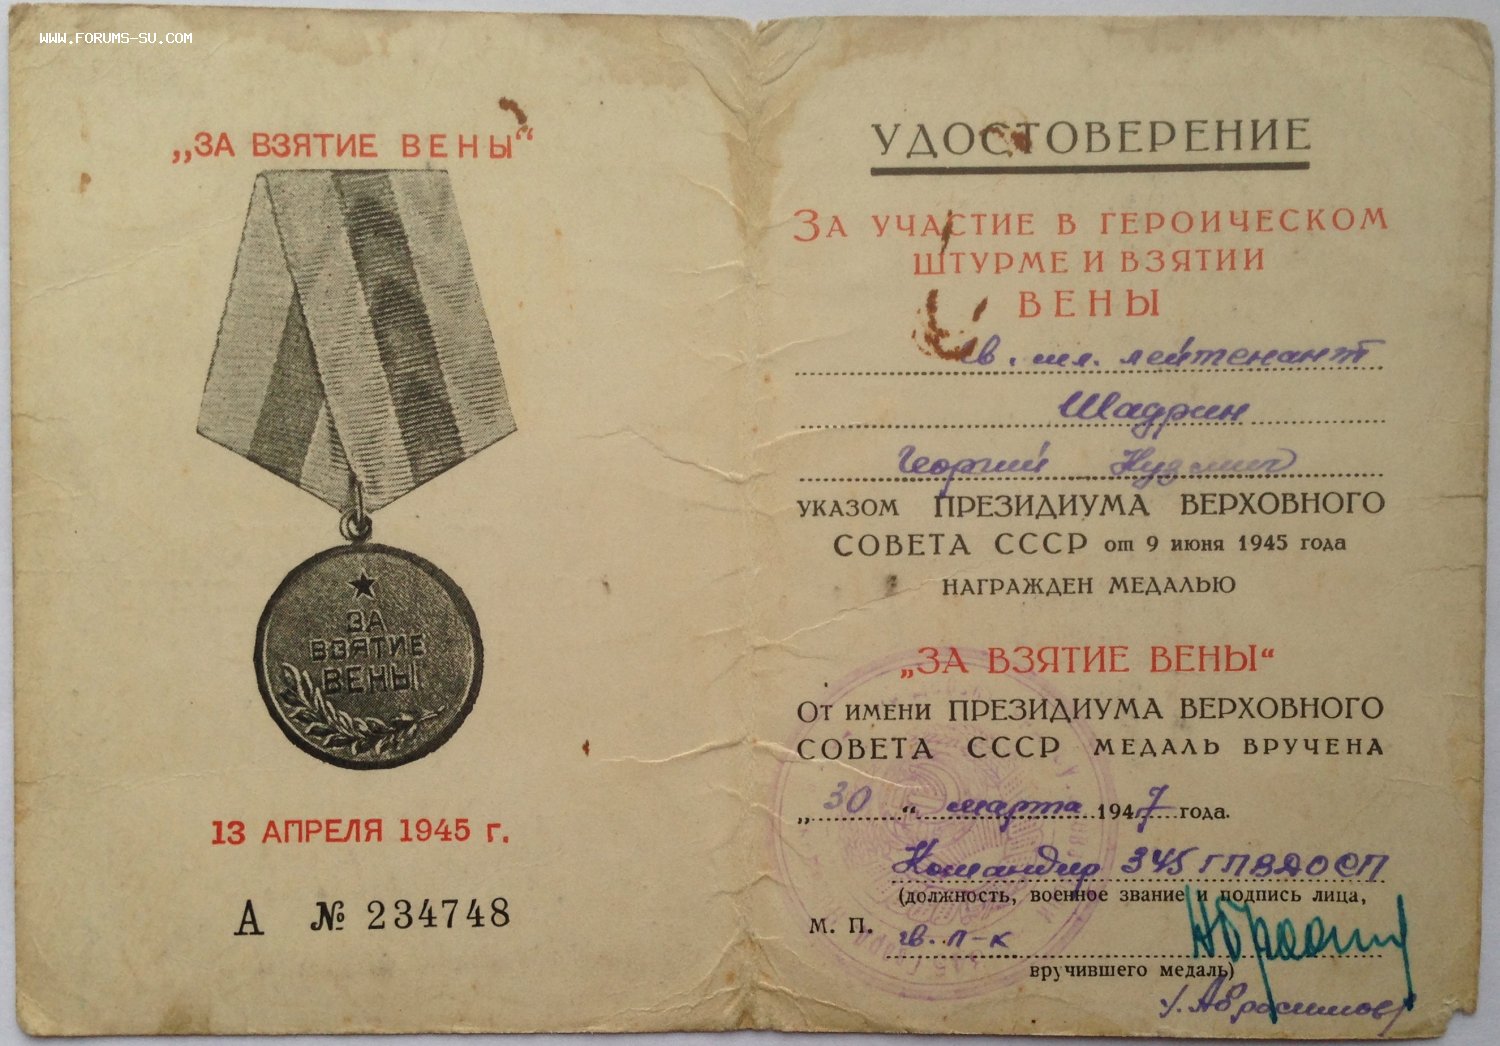 WWW.FORUMS-SU.COM
„ЗА ВЗЯТИЕ ВЕНЫ“
ЗА
ВЗЯТИЕ
ВЕНЫ
13 АПРЕЛЯ 1945 г.
А № 234748
УДОСТОВЕРЕНИЕ
ЗА УЧАСТИЕ В ГЕРОИЧЕСКОМ
ШТУРМЕ И ВЗЯТИИ
ВЕНЫ
гв. мл. лейтенант
Шадрин
Георгий
УКАЗОМ ПРЕЗИДИУМА ВЕРХОВНОГО
СОВЕТА СССР от 9 июня 1945 года
НАГРАЖДЕН МЕДАЛЬЮ
„ЗА ВЗЯТИЕ ВЕНЫ“
ОТ ИМЕНИ ПРЕЗИДИУМА ВЕРХОВНОГО
СОВЕТА СССР МЕДАЛЬ ВРУЧЕНА
„30“ марта 1947 года.
Командир 345 ГПВДОСП
(должность, военное звание и подпись лица,
М. П. гв. п-к
вручившего медаль)